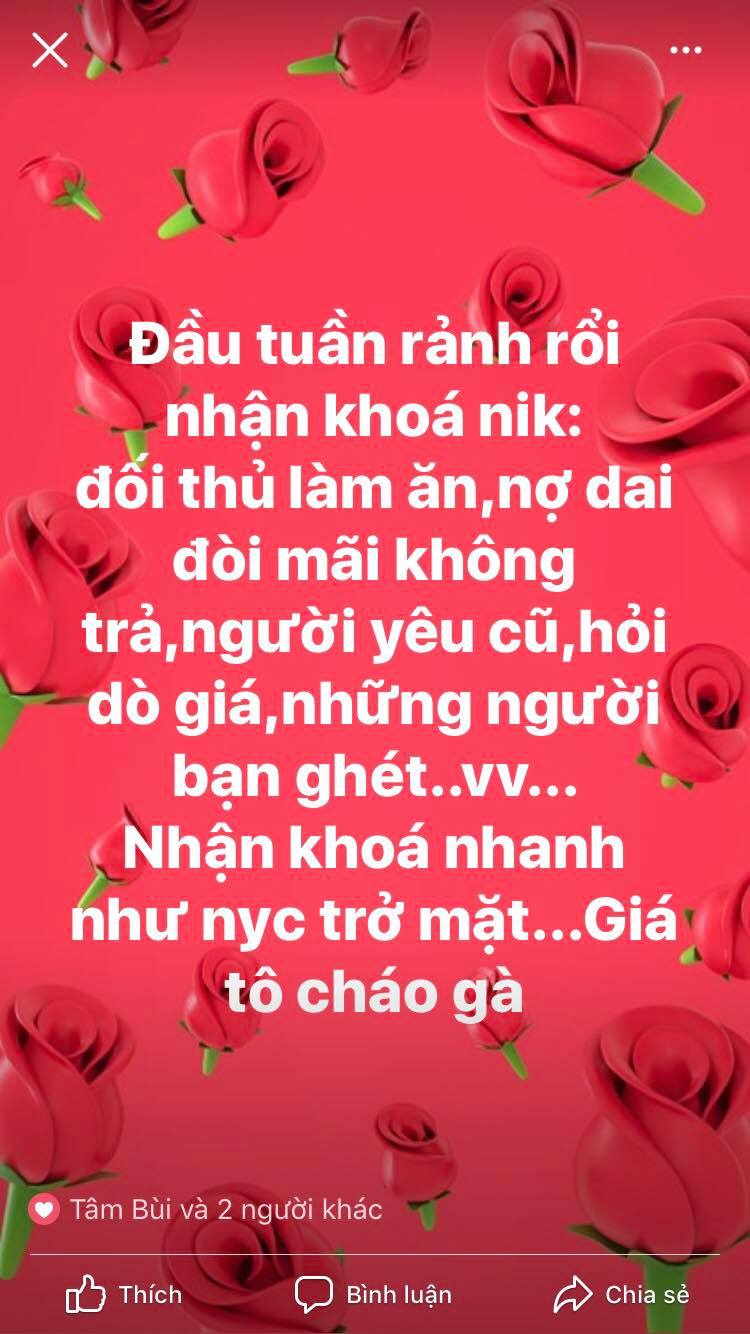 Đầu tuần rảnh rổi
nhận khoá nik:
đối thủ làm ăn,nợ dai
đòi mãi không
trả,người yêu cũ,hỏi
dò giá,những người
bạn ghét..vv...
Nhận khoá nhanh
như nyc trở mặt...Giá
tô cháo gà
Tâm Bùi và 2 người khác
Thích
Bình luận
Chia sẻ